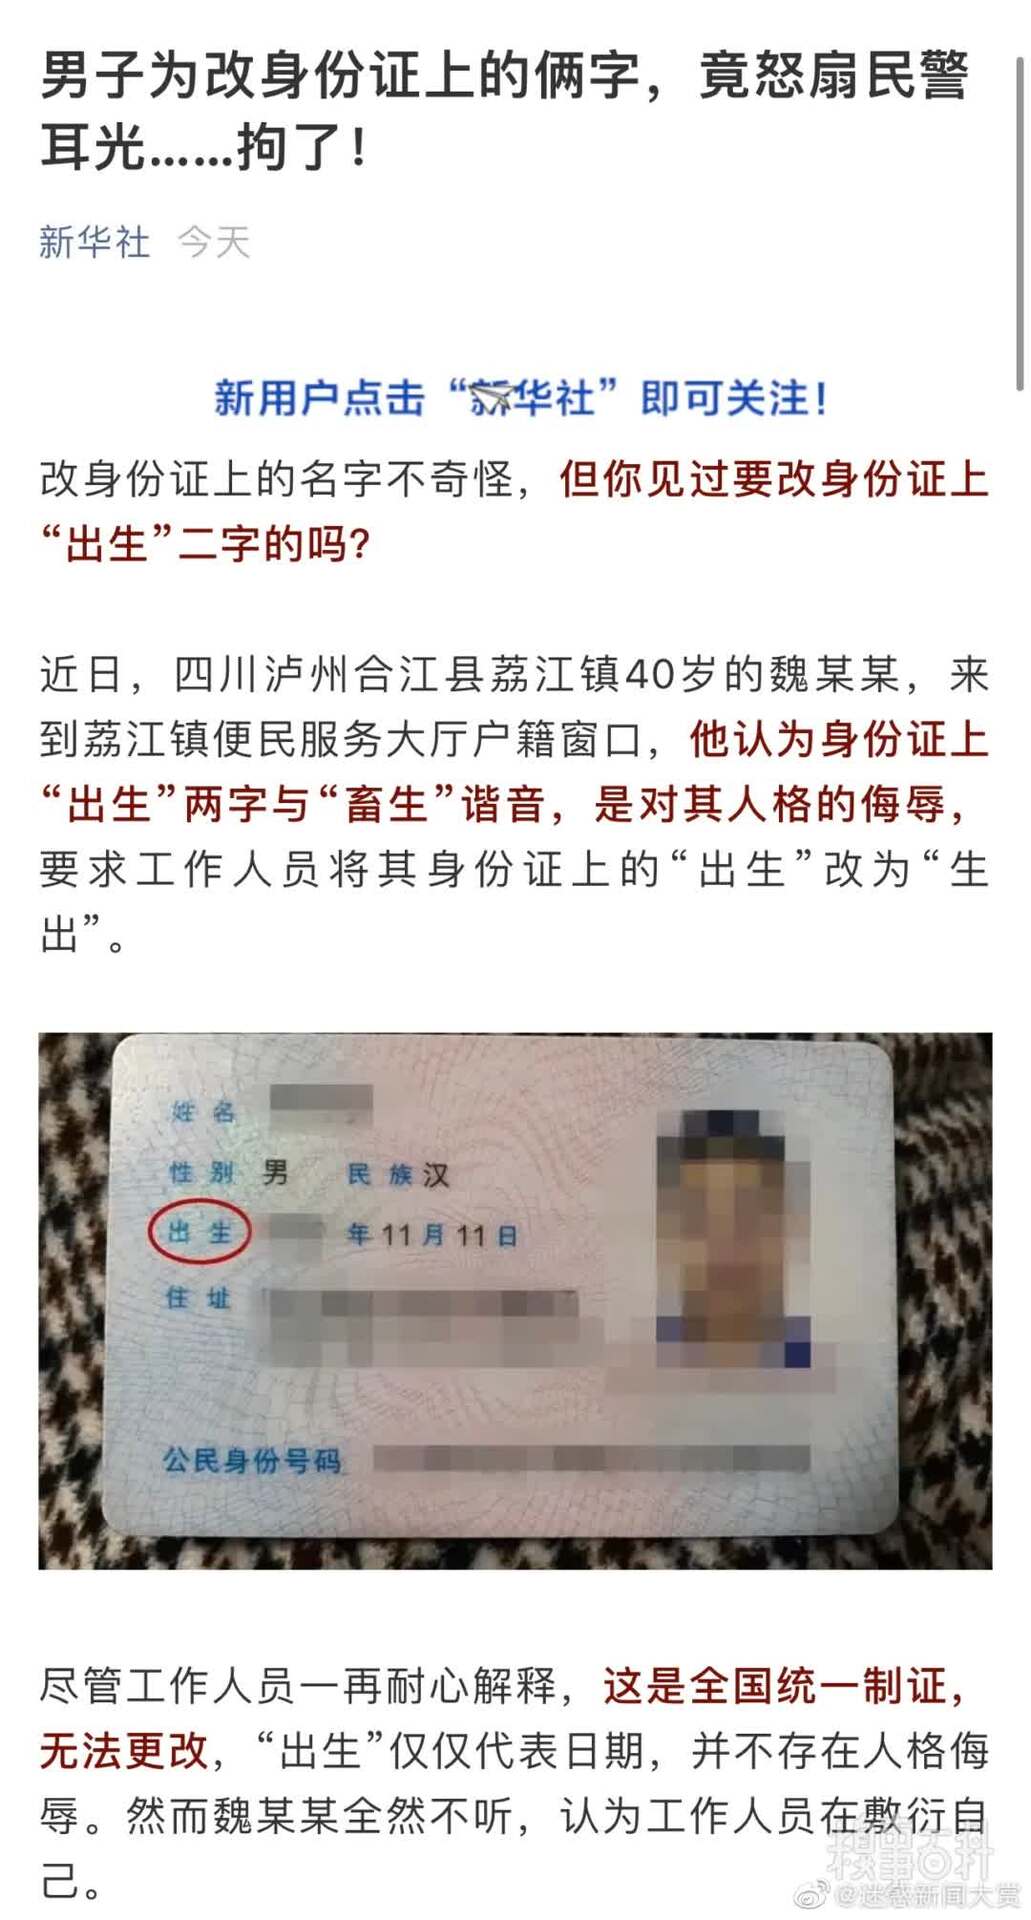 男子为改身份证上的俩字，竟怒扇民警
耳光……拘了！
新华社 今天
新用户点击“新华社”即可关注！
改身份证上的名字不奇怪，但你见过要改身份证上
“出生”二字的吗？
近日，四川泸州合江县荔江镇40岁的魏某某，来
到荔江镇便民服务大厅户籍窗口，他认为身份证上
“出生”两字与“畜生”谐音，是对其人格的侮辱，
要求工作人员将其身份证上的“出生”改为“生
出”。
姓名
性别 男 民族 汉
出生 年 11 月 11 日
住址
公民身份号码
尽管工作人员一再耐心解释，这是全国统一制证，
无法更改，“出生”仅仅代表日期，并不存在人格侮
辱。然而魏某某全然不听，认为工作人员在敷衍自
己。
@迷惑新闻大赏